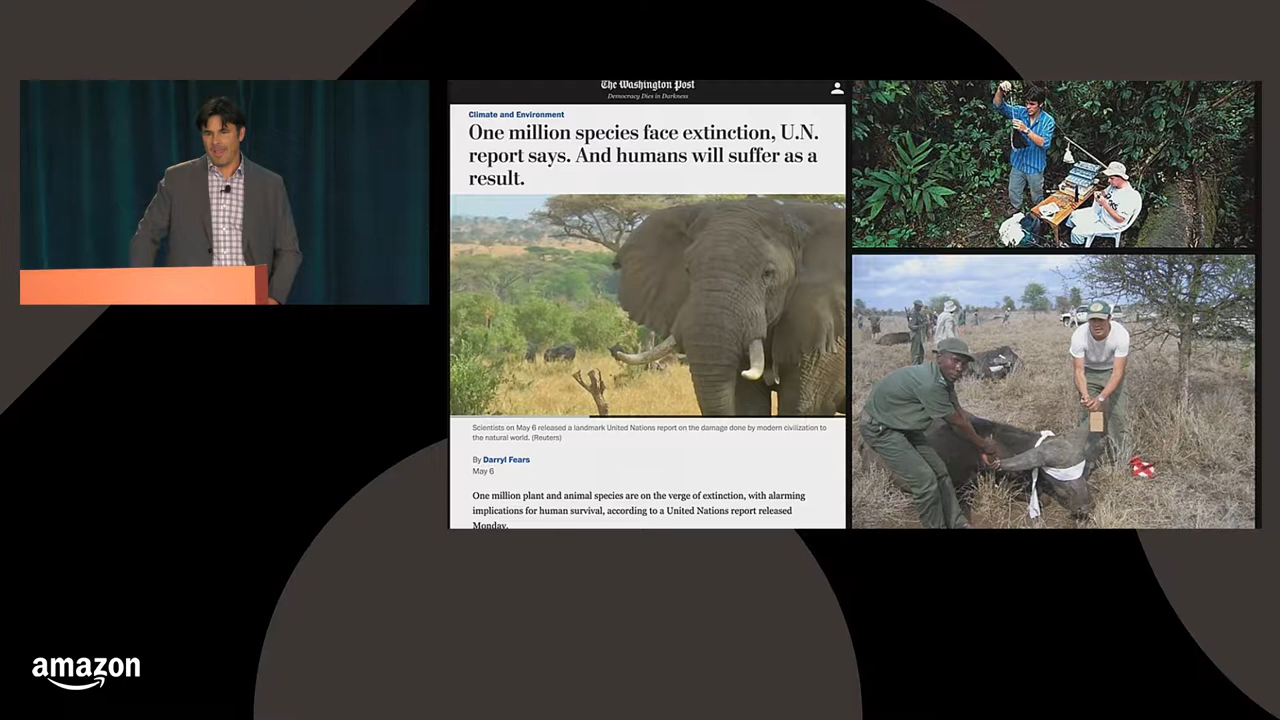 The Washington Post
Democracy Dies in Darkness
Climate and Environment
One million species face extinction, U.N.
report says. And humans will suffer as a
result.
Scientists on May 6 released a landmark United Nations report on the damage done by modern civilization to
the natural world. (Reuters)
By Darryl Fears
May 6
One million plant and animal species are on the verge of extinction, with alarming
implications for human survival, according to a United Nations report released
Monday.
amazon